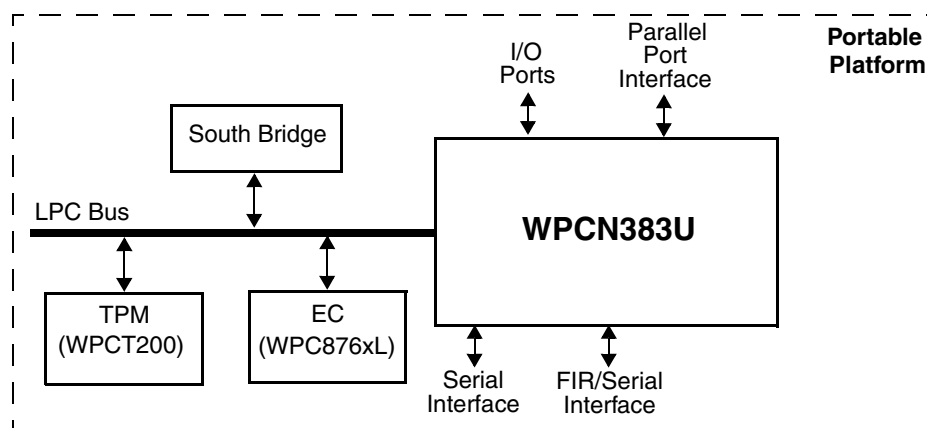 Portable
Platform
I/O
Ports
Parallel
Port
Interface
South Bridge
LPC Bus
WPCN383U
TPM
(WPCT200)
EC
(WPC876xL)
Serial
Interface
FIR/Serial
Interface